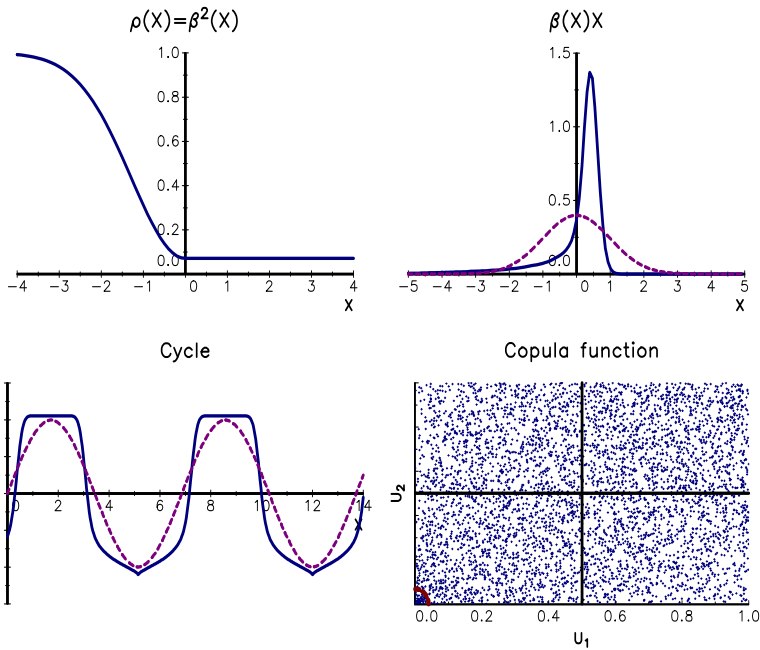 ρ(X)=β²(X)
1.0
0.8
0.6
0.4
0.2
0.0
−4 −3 −2 −1 0 1 2 3 4
X
β(X)X
1.5
1.0
0.5
0.0
−5 −4 −3 −2 −1 0 1 2 3 4 5
X
Cycle
0 2 4 6 8 10 12 14
X
Copula function
U₂
0.0 0.2 0.4 0.6 0.8 1.0
U₁